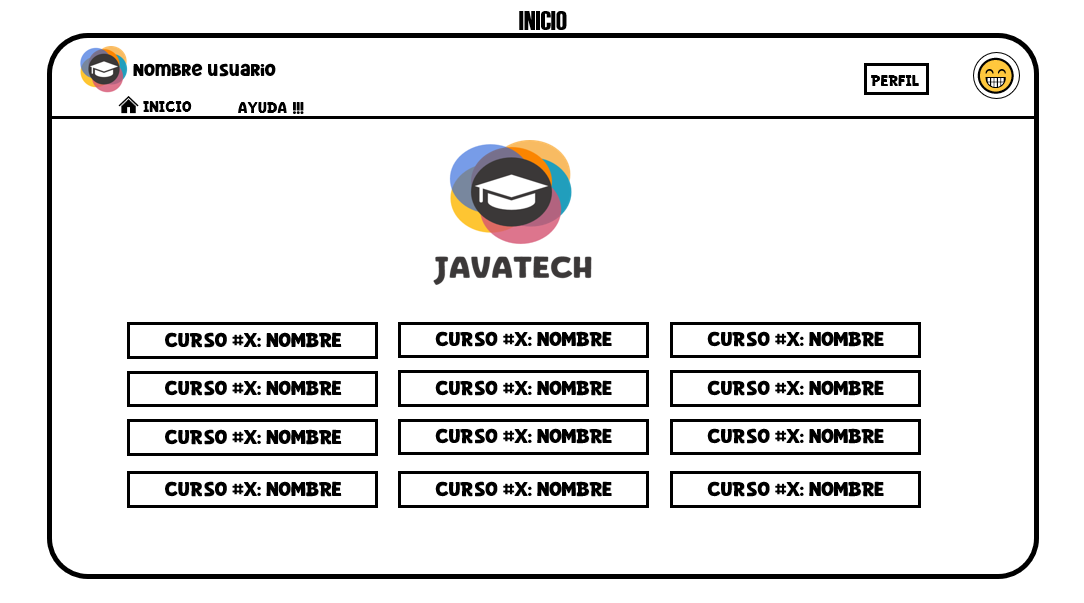 INICIO
Nombre usuario
PERFIL
INICIO AYUDA !!!
JAVATECH
CURSO #X: NOMBRE CURSO #X: NOMBRE CURSO #X: NOMBRE
CURSO #X: NOMBRE CURSO #X: NOMBRE CURSO #X: NOMBRE
CURSO #X: NOMBRE CURSO #X: NOMBRE CURSO #X: NOMBRE
CURSO #X: NOMBRE CURSO #X: NOMBRE CURSO #X: NOMBRE